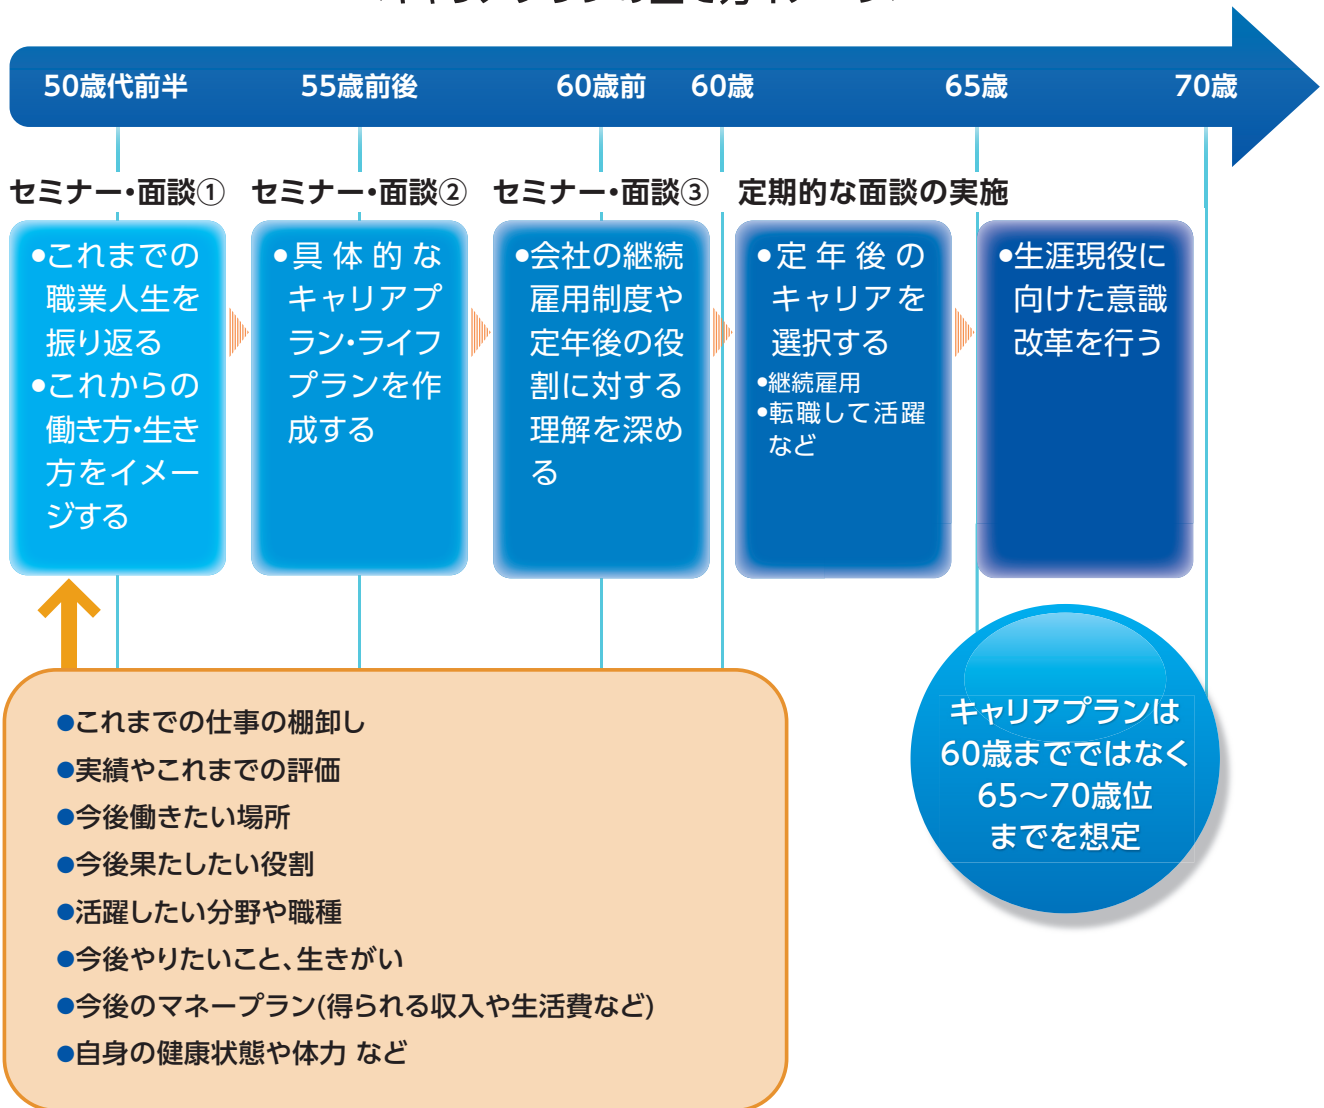 50歳代前半
55歳前後
60歳前
60歳
65歳
70歳
セミナー・面談①
セミナー・面談②
セミナー・面談③
定期的な面談の実施
●これまでの
職業人生を
振り返る
●これからの
働き方・生き
方をイメー
ジする
●具体的な
キャリアプ
ラン・ライフ
プランを作
成する
●会社の継続
雇用制度や
定年後の役
割に対する
理解を深め
る
●定年後の
キャリアを
選択する
●継続雇用
●転職して活躍
など
●生涯現役に
向けた意識
改革を行う
●これまでの仕事の棚卸し
●実績やこれまでの評価
●今後働きたい場所
●今後果たしたい役割
●活躍したい分野や職種
●今後やりたいこと、生きがい
●今後のマネープラン(得られる収入や生活費など)
●自身の健康状態や体力 など
キャリアプランは
60歳まででではなく
65〜70歳位
までを想定